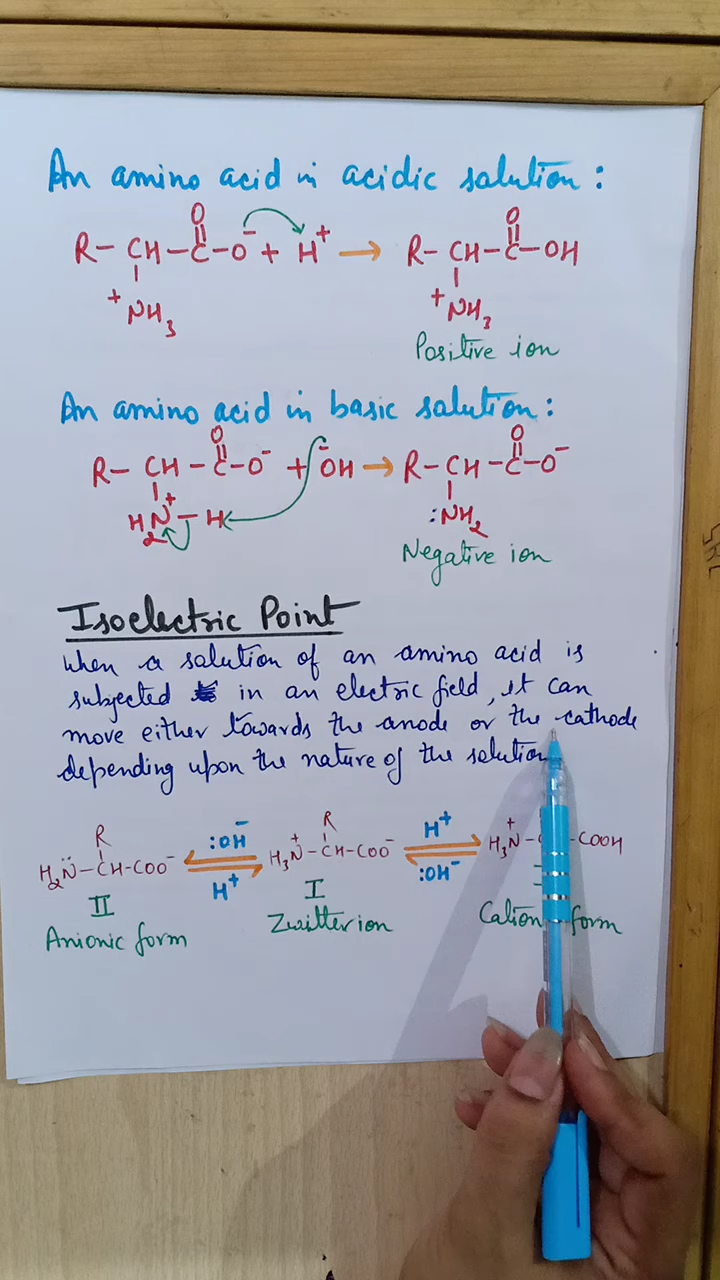 An amino acid in acidic solution:
O
R-CH-C-O⁻ + H⁺ → R-CH-C-OH
⁺NH₃ ⁺NH₃
Positive ion
An amino acid in basic solution:
O
R-CH-C-O⁻ + ⁻OH → R-CH-C-O⁻
H₂N⁺-H :NH₂
Negative ion
Isoelectric Point
When a solution of an amino acid is
subjected in an electric field, it can
move either towards the anode or the cathode
depending upon the nature of the solution
R R
:OH⁻ H⁺
H₂N̈-CH-COO⁻ H₃N⁺-CH-COO⁻ H₃N⁺-C -COOH
H⁺ :OH⁻
II I
Anionic form Zwitter ion Cation form